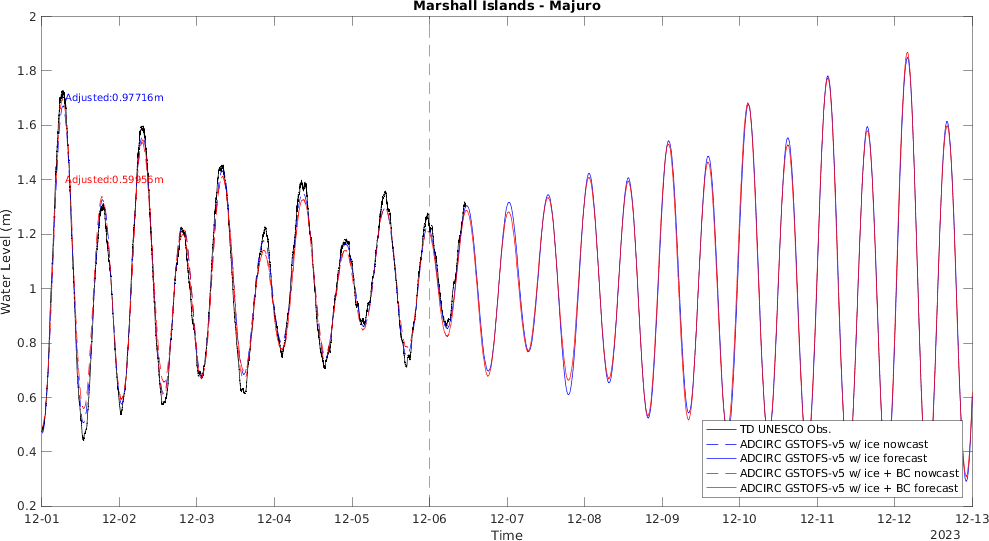 Marshall Islands - Majuro
Water Level (m)
2
1.8
1.6
1.4
1.2
1
0.8
0.6
0.4
0.2
Adjusted:0.97716m
Adjusted:0.59956m
TD UNESCO Obs.
ADCIRC GSTOFS-v5 w/ ice nowcast
ADCIRC GSTOFS-v5 w/ ice forecast
ADCIRC GSTOFS-v5 w/ ice + BC nowcast
ADCIRC GSTOFS-v5 w/ ice + BC forecast
12-01 12-02 12-03 12-04 12-05 12-06 12-07 12-08 12-09 12-10 12-11 12-12 12-13
Time
2023